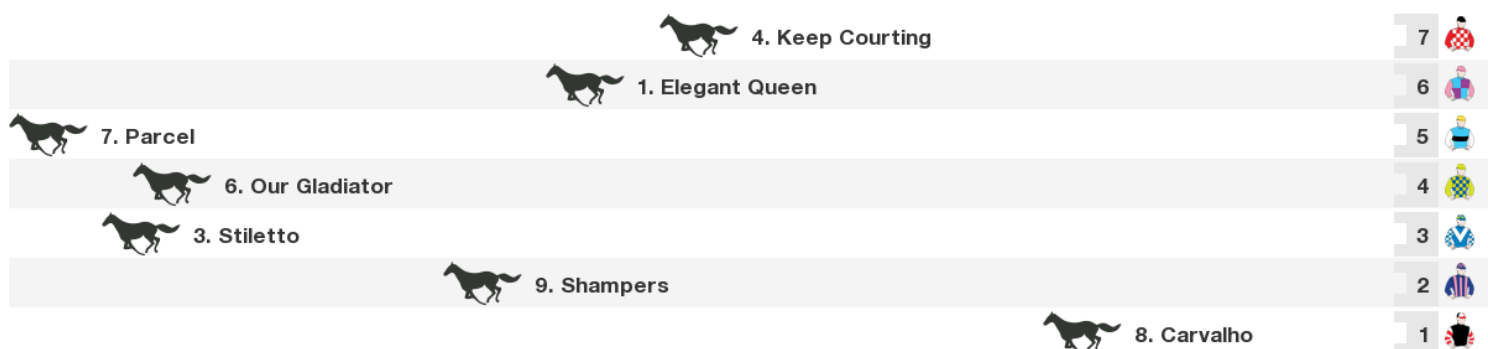 4. Keep Courting 7
1. Elegant Queen 6
7. Parcel 5
6. Our Gladiator 4
3. Stiletto 3
9. Shampers 2
8. Carvalho 1